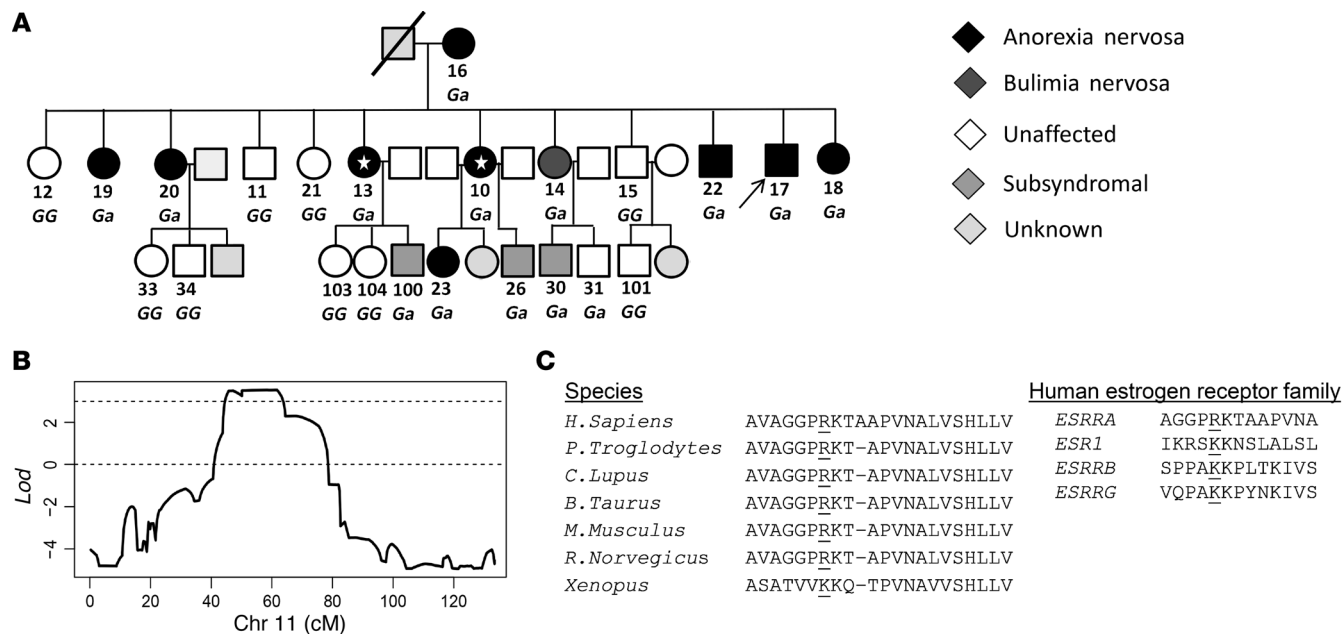 A
16
Ga
Anorexia nervosa
Bulimia nervosa
Unaffected
Subsyndromal
Unknown
12 19 20 11 21 13 10 14 15 22 17 18
GG Ga Ga GG GG Ga Ga Ga GG Ga Ga Ga
33 34 103 104 100 23 26 30 31 101
GG GG GG GG Ga Ga Ga Ga Ga GG
B
Lod
2
0
−2
−4
0 20 40 60 80 100 120
Chr 11 (cM)
C
Species
H.Sapiens AVAGGPRKTAAPVNALVSHLLV
P.Troglodytes AVAGGPRKT–APVNALVSHLLV
C.Lupus AVAGGPRKT–APVNALVSHLLV
B.Taurus AVAGGPRKT–APVNALVSHLLV
M.Musculus AVAGGPRKT–APVNALVSHLLV
R.Norvegicus AVAGGPRKT–APVNALVSHLLV
Xenopus ASATVVKKQ–TPVNAVVSHLLV
Human estrogen receptor family
ESRRA AGGPRKTAAPVNA
ESR1 IKRSKKNSLALSL
ESRRB SPPAKKPLTKIVS
ESRRG VQPAKKPYNKIVS